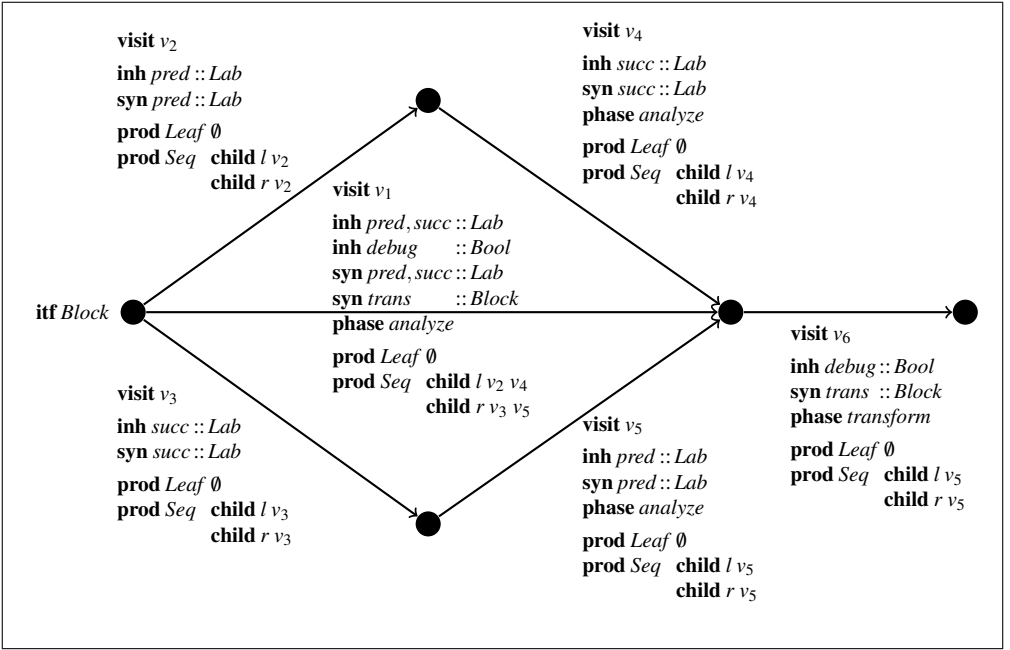 visit v₂
inh pred :: Lab
syn pred :: Lab
prod Leaf ∅
prod Seq child l v₂
child r v₂
visit v₄
inh succ :: Lab
syn succ :: Lab
phase analyze
prod Leaf ∅
prod Seq child l v₄
child r v₄
visit v₁
inh pred, succ :: Lab
inh debug :: Bool
syn pred, succ :: Lab
syn trans :: Block
phase analyze
prod Leaf ∅
prod Seq child l v₂ v₄
child r v₃ v₅
itf Block
visit v₃
inh succ :: Lab
syn succ :: Lab
prod Leaf ∅
prod Seq child l v₃
child r v₃
visit v₅
inh pred :: Lab
syn pred :: Lab
phase analyze
prod Leaf ∅
prod Seq child l v₅
child r v₅
visit v₆
inh debug :: Bool
syn trans :: Block
phase transform
prod Leaf ∅
prod Seq child l v₅
child r v₅